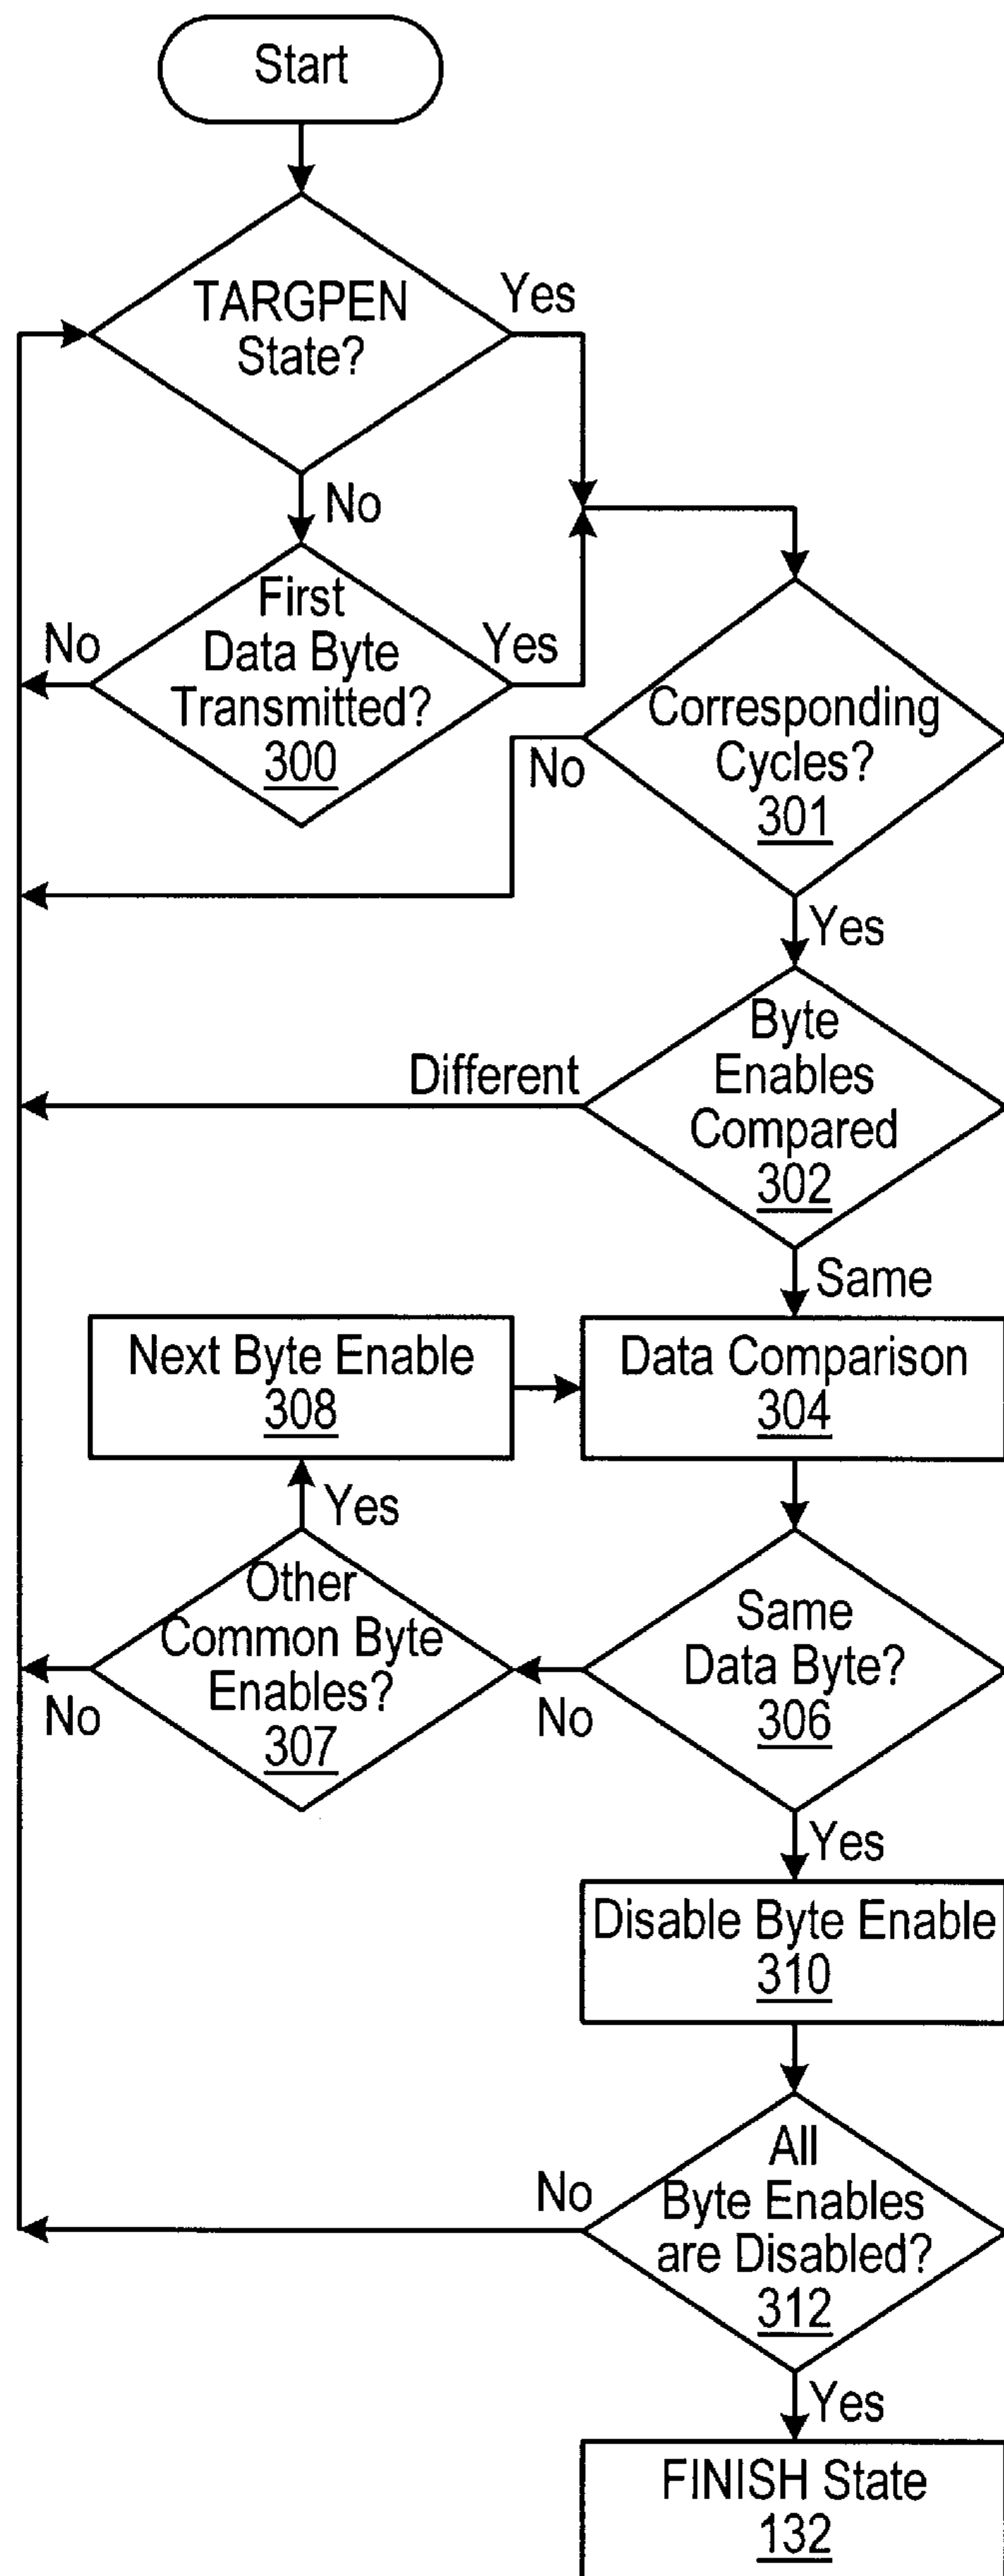 Start
TARGPEN
State?
Yes
No
First
Data Byte
Transmitted?
300
No
Yes
Corresponding
Cycles?
301
No
Yes
Byte
Enables
Compared
302
Different
Same
Next Byte Enable
308
Data Comparison
304
Yes
Other
Common Byte
Enables?
307
No
Same
Data Byte?
306
No
Yes
Disable Byte Enable
310
All
Byte Enables
are Disabled?
312
No
Yes
FINISH State
132